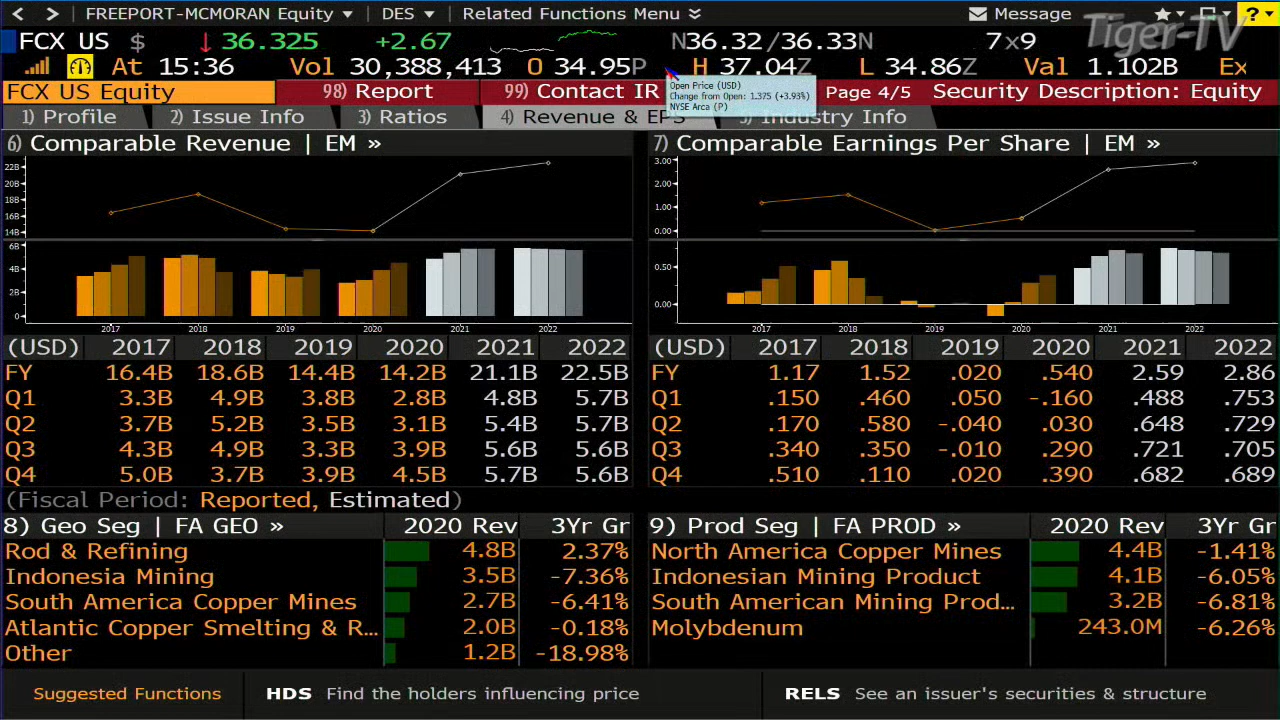 FREEPORT-MCMORAN Equity DES Related Functions Menu Message ?
Tiger-TV
FCX US $ ↓ 36.325 +2.67 N36.32/36.33N 7x9
At 15:36 Vol 30,388,413 O 34.95P H 37.04Z L 34.86Z Val 1.102B Ex
FCX US Equity 98) Report 99) Contact IR Page 4/5 Security Description: Equity
Open Price (USD)
Change from Open: 1.375 (+3.93%)
NYSE Arca (P)
1) Profile 2) Issue Info 3) Ratios 4) Revenue & EPS Industry Info
6) Comparable Revenue | EM » 7) Comparable Earnings Per Share | EM »
22B 3.00
20B 2.00
18B 1.00
16B 0.00
14B
6B 0.50
4B 0.00
2B
0
2017 2018 2019 2020 2021 2022 2017 2018 2019 2020 2021 2022
(USD) 2017 2018 2019 2020 2021 2022 (USD) 2017 2018 2019 2020 2021 2022
FY 16.4B 18.6B 14.4B 14.2B 21.1B 22.5B FY 1.17 1.52 .020 .540 2.59 2.86
Q1 3.3B 4.9B 3.8B 2.8B 4.8B 5.7B Q1 .150 .460 .050 -.160 .488 .753
Q2 3.7B 5.2B 3.5B 3.1B 5.4B 5.7B Q2 .170 .580 -.040 .030 .648 .729
Q3 4.3B 4.9B 3.3B 3.9B 5.6B 5.6B Q3 .340 .350 -.010 .290 .721 .705
Q4 5.0B 3.7B 3.9B 4.5B 5.7B 5.6B Q4 .510 .110 .020 .390 .682 .689
(Fiscal Period: Reported, Estimated)
8) Geo Seg | FA GEO » 2020 Rev 3Yr Gr 9) Prod Seg | FA PROD » 2020 Rev 3Yr Gr
Rod & Refining 4.8B 2.37% North America Copper Mines 4.4B -1.41%
Indonesia Mining 3.5B -7.36% Indonesian Mining Product 4.1B -6.05%
South America Copper Mines 2.7B -6.41% South American Mining Prod... 3.2B -6.81%
Atlantic Copper Smelting & R... 2.0B -0.18% Molybdenum 243.0M -6.26%
Other 1.2B -18.98%
Suggested Functions HDS Find the holders influencing price RELS See an issuer's securities & structure